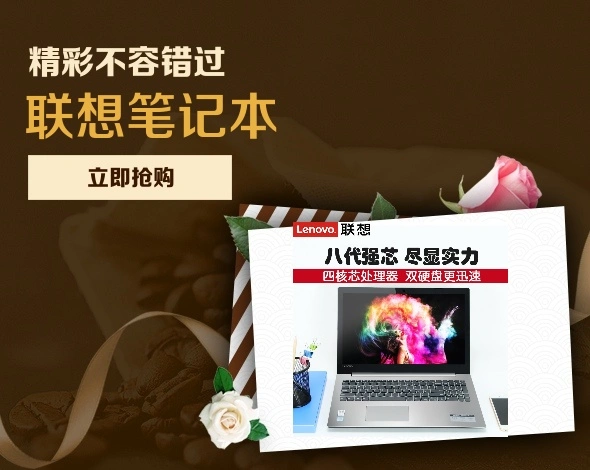 精彩不容错过
联想笔记本
立即抢购
Lenovo. 联想
八代强芯 尽显实力
四核芯处理器 双硬盘更迅速